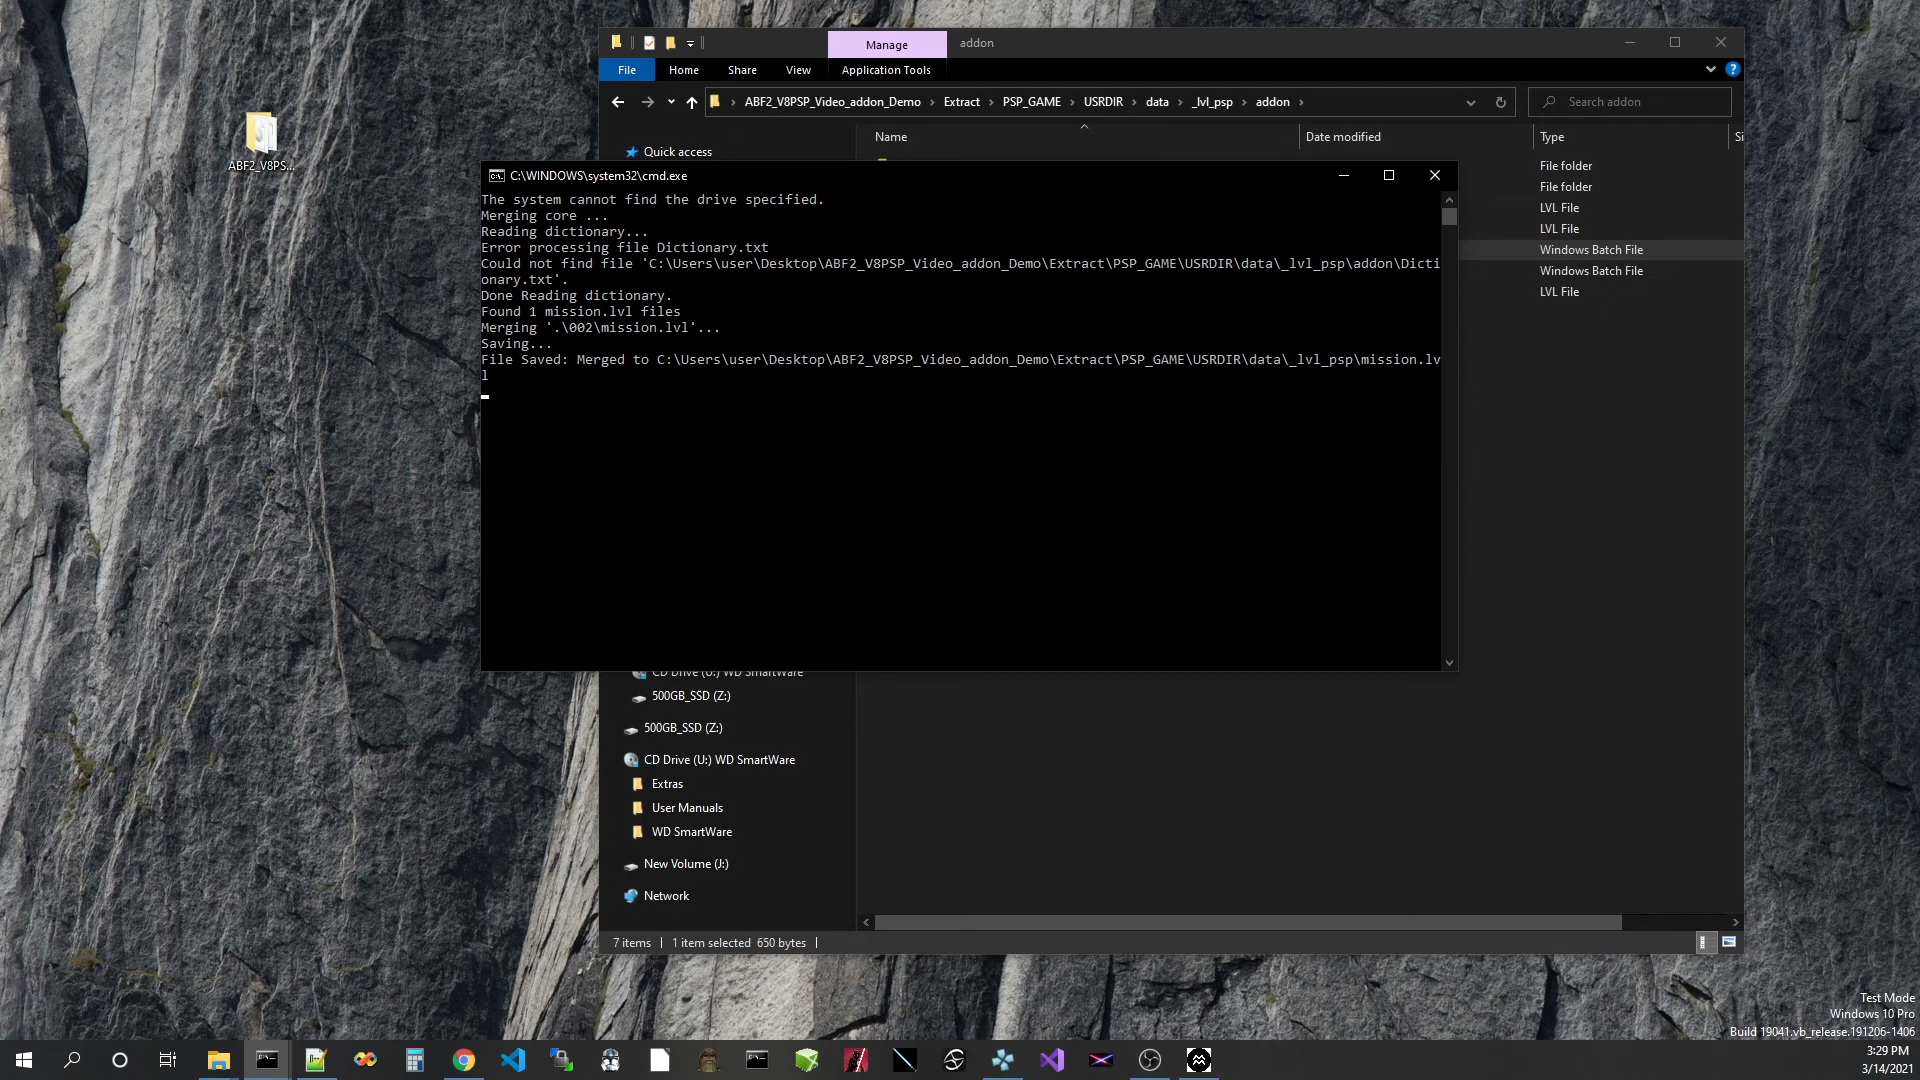 Manage
addon
File
Home
Share
View
Application Tools
ABF2_V8PSP_Video_addon_Demo
Extract
PSP_GAME
USRDIR
data
_lvl_psp
addon
Search addon
Name
Date modified
Type
Si
Quick access
File folder
File folder
LVL File
LVL File
Windows Batch File
Windows Batch File
LVL File
ABF2_V8PS...
C:\WINDOWS\system32\cmd.exe
The system cannot find the drive specified.
Merging core ...
Reading dictionary...
Error processing file Dictionary.txt
Could not find file 'C:\Users\user\Desktop\ABF2_V8PSP_Video_addon_Demo\Extract\PSP_GAME\USRDIR\data\_lvl_psp\addon\Dicti
onary.txt'.
Done Reading dictionary.
Found 1 mission.lvl files
Merging '.\002\mission.lvl'...
Saving...
File Saved: Merged to C:\Users\user\Desktop\ABF2_V8PSP_Video_addon_Demo\Extract\PSP_GAME\USRDIR\data\_lvl_psp\mission.lv
l
CD Drive (U:) WD SmartWare
500GB_SSD (Z:)
500GB_SSD (Z:)
CD Drive (U:) WD SmartWare
Extras
User Manuals
WD SmartWare
New Volume (J:)
Network
7 items
1 item selected 650 bytes
Test Mode
Windows 10 Pro
Build 19041.vb_release.191206-1406
3:29 PM
3/14/2021